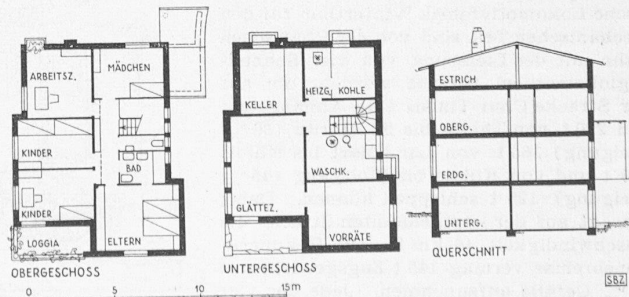 ARBEITSZ.
MÄDCHEN
KINDER
BAD
KINDER
LOGGIA
ELTERN
OBERGESCHOSS
KELLER
HEIZG
KOHLE
WASCHK.
GLÄTTEZ.
VORRÄTE
UNTERGESCHOSS
ESTRICH
OBERG.
ERDG.
UNTERG.
QUERSCHNITT
0 5 10 15 m
SBZ